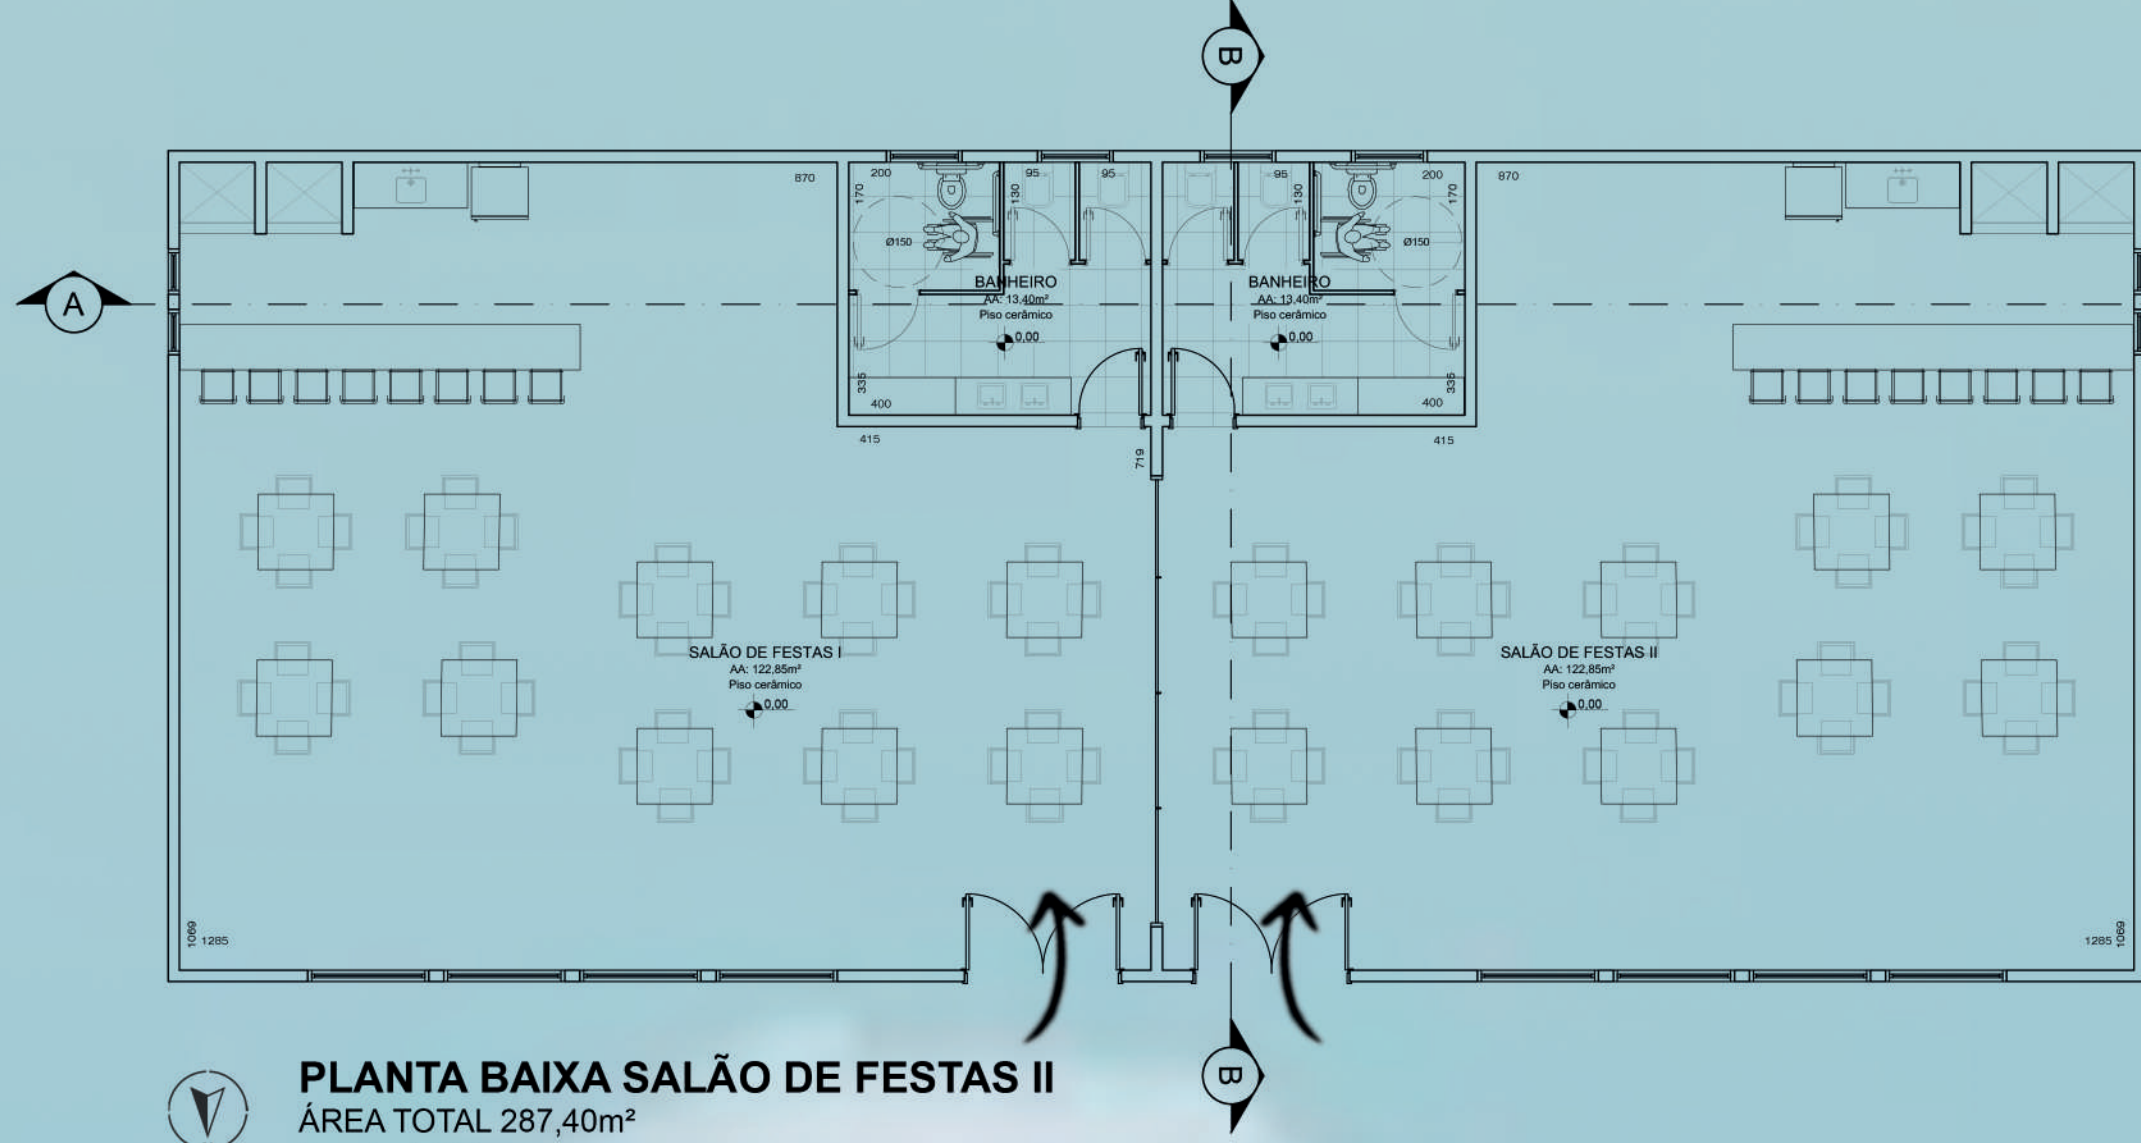 B
870
200
95
95
95
200
870
170
130
130
170
Ø150
Ø150
A
BANHEIRO
AA: 13,40m²
Piso cerâmico
0,00
BANHEIRO
AA: 13,40m²
Piso cerâmico
0,00
335
400
335
400
415
415
719
SALÃO DE FESTAS I
AA: 122,85m²
Piso cerâmico
0,00
SALÃO DE FESTAS II
AA: 122,85m²
Piso cerâmico
0,00
1069
1285
1285
1069
B
PLANTA BAIXA SALÃO DE FESTAS II
ÁREA TOTAL 287,40m²